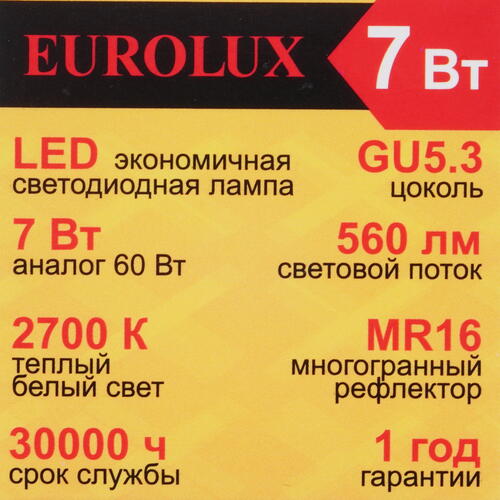 EUROLUX 7 Вт
LED экономичная
светодиодная лампа
GU5.3
цоколь
7 Вт
аналог 60 Вт
560 лм
световой поток
2700 К
теплый
белый свет
MR16
многогранный
рефлектор
30000 ч
срок службы
1 год
гарантии